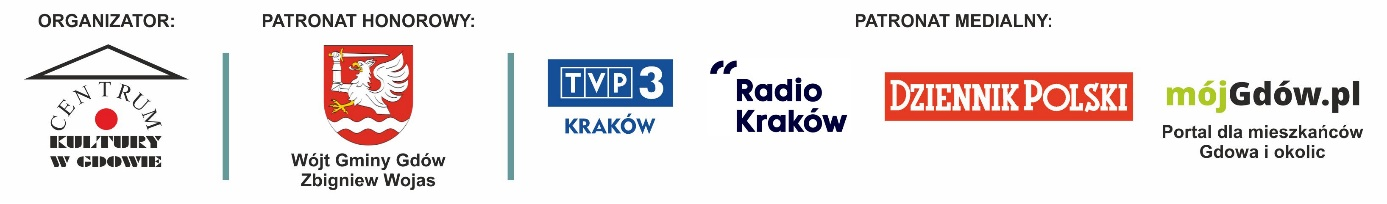 ORGANIZATOR:
CENTRUM
KULTURY
W GDOWIE
PATRONAT HONOROWY:
Wójt Gminy Gdów
Zbigniew Wojas
PATRONAT MEDIALNY:
TVP3
KRAKÓW
Radio
Kraków
DZIENNIK POLSKI
mójGdów.pl
Portal dla mieszkańców
Gdowa i okolic